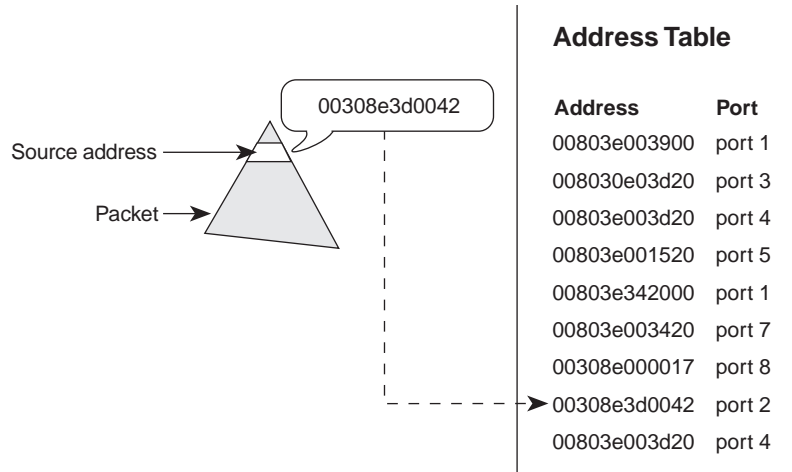 Address Table
00308e3d0042
Source address
Packet
Address Port
00803e003900 port 1
008030e03d20 port 3
00803e003d20 port 4
00803e001520 port 5
00803e342000 port 1
00803e003420 port 7
00308e000017 port 8
00308e3d0042 port 2
00803e003d20 port 4